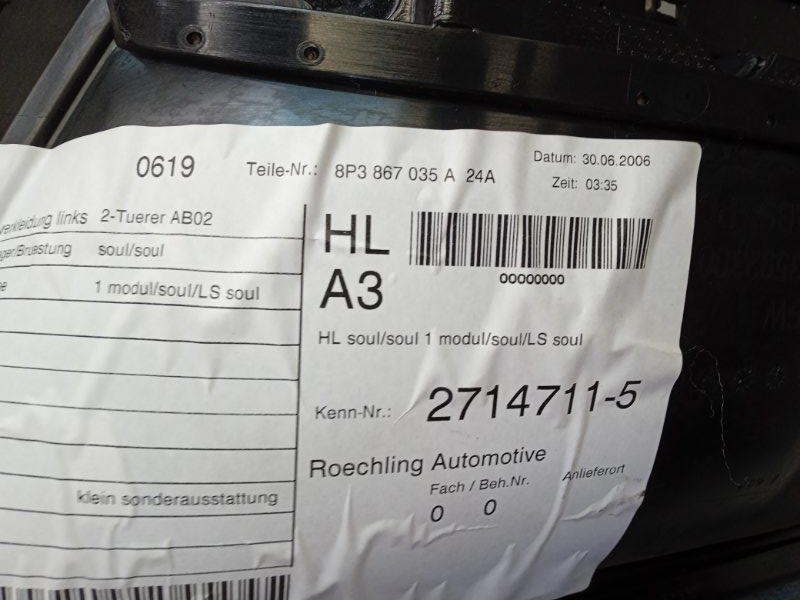 0619
Teile-Nr.: 8P3 867 035 A 24A
Datum: 30.06.2006
Zeit: 03:35
links 2-Tuerer AB02
soul/soul
1 modul/soul/LS soul
klein sonderausstattung
HL
A3
00000000
HL soul/soul 1 modul/soul/LS soul
Kenn-Nr.: 2714711-5
Roechling Automotive
Fach / Beh.Nr. Anlieferort
0 0